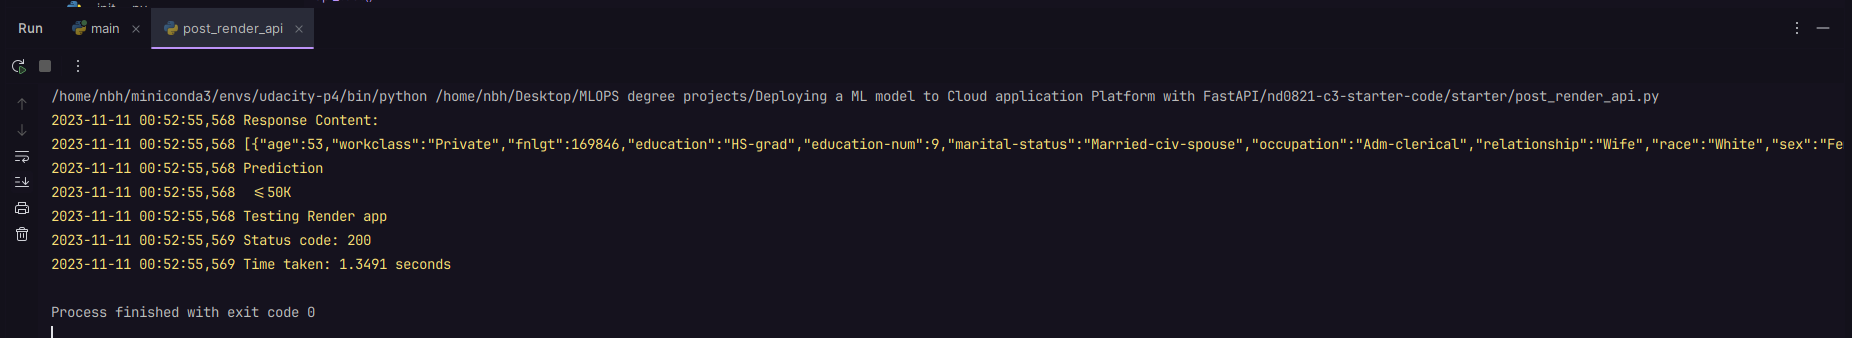 Run main post_render_api
/home/nbh/miniconda3/envs/udacity-p4/bin/python /home/nbh/Desktop/MLOPS degree projects/Deploying a ML model to Cloud application Platform with FastAPI/nd0821-c3-starter-code/starter/post_render_api.py
2023-11-11 00:52:55,568 Response Content:
2023-11-11 00:52:55,568 [{"age":53,"workclass":"Private","fnlgt":169846,"education":"HS-grad","education-num":9,"marital-status":"Married-civ-spouse","occupation":"Adm-clerical","relationship":"Wife","race":"White","sex":"Fe
2023-11-11 00:52:55,568 Prediction
2023-11-11 00:52:55,568  <=50K
2023-11-11 00:52:55,568 Testing Render app
2023-11-11 00:52:55,569 Status code: 200
2023-11-11 00:52:55,569 Time taken: 1.3491 seconds
Process finished with exit code 0